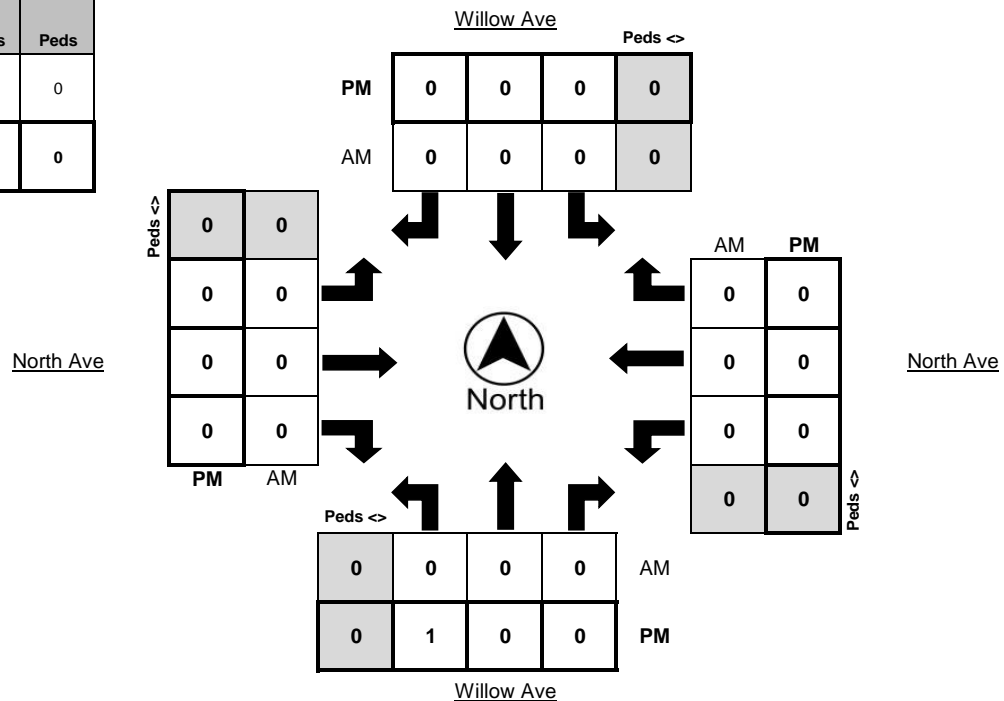 Willow Ave
Peds <>
s Peds
0
0
PM 0 0 0 0
AM 0 0 0 0
Peds <>
0 0
0 0
0 0
0 0
PM AM
North Ave
North
AM PM
0 0
0 0
0 0
0 0
Peds <>
North Ave
Peds <>
0 0 0 0 AM
0 1 0 0 PM
Willow Ave